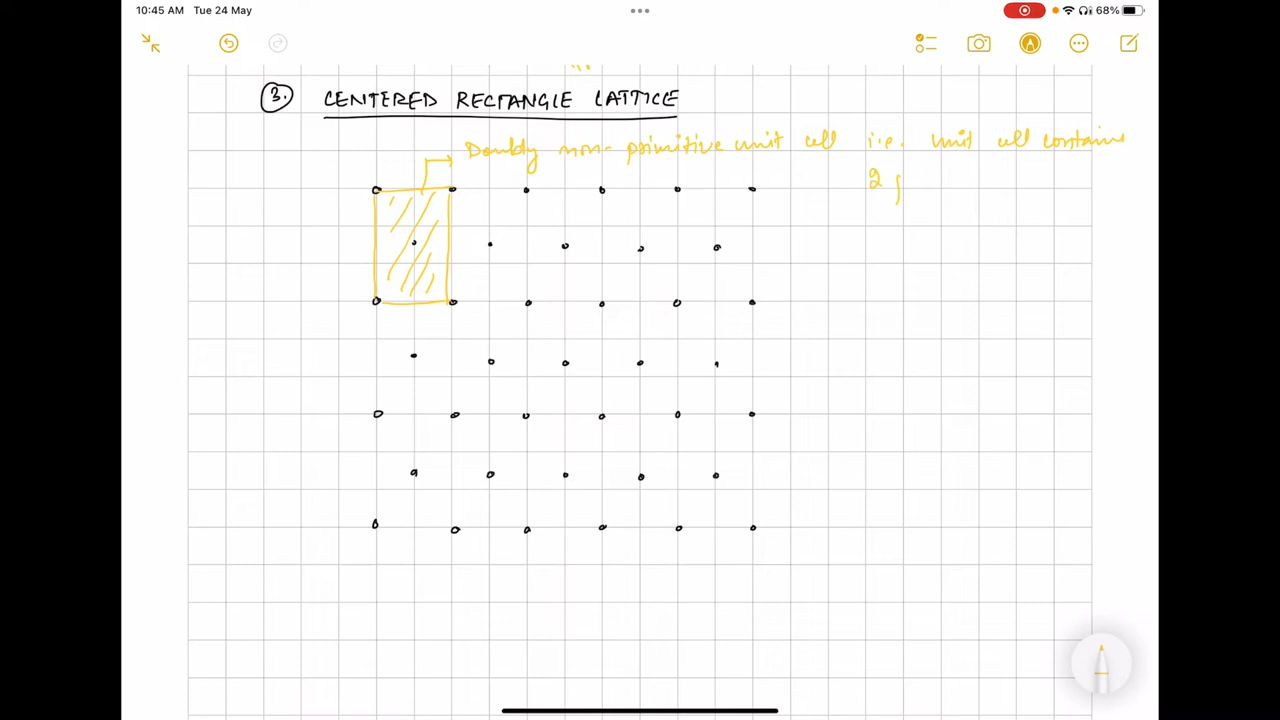 10:45 AM Tue 24 May
68%
3. CENTERED RECTANGLE LATTICE
Doubly non-primitive unit cell i.e. unit cell contains
2 p